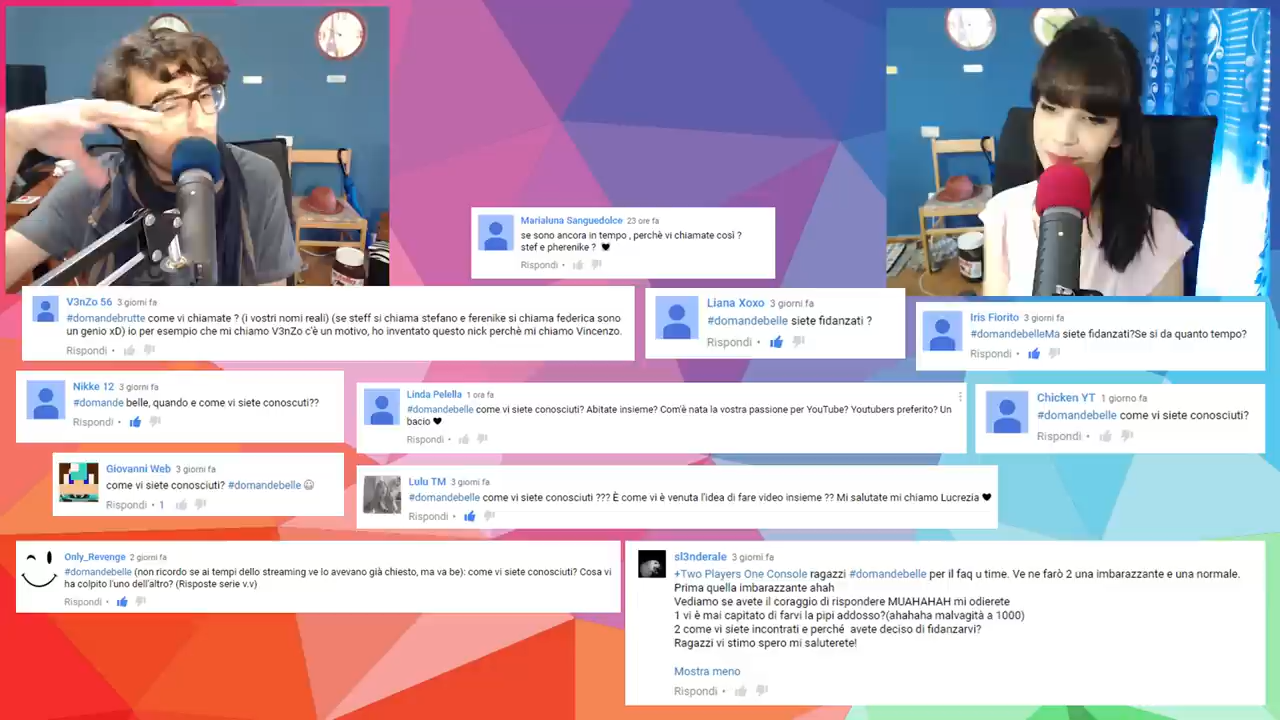 Marialuna Sanguedolce 23 ore fa
se sono ancora in tempo , perchè vi chiamate così ?
stef e pherenike ? ♥
Rispondi ·
V3nZo 56 3 giorni fa
#domandebrutte come vi chiamate ? (i vostri nomi reali) (se steff si chiama stefano e ferenike si chiama federica sono
un genio xD) io per esempio che mi chiamo V3nZo c'è un motivo, ho inventato questo nick perchè mi chiamo Vincenzo.
Rispondi ·
Liana Xoxo 3 giorni fa
#domandebelle siete fidanzati ?
Rispondi ·
Iris Fiorito 3 giorni fa
#domandebelleMa siete fidanzati?Se si da quanto tempo?
Rispondi ·
Nikke 12 3 giorni fa
#domande belle, quando e come vi siete conoscuti??
Rispondi ·
Linda Pelella 1 ora fa
#domandebelle come vi siete conosciuti? Abitate insieme? Com'è nata la vostra passione per YouTube? Youtubers preferito? Un
bacio ♥
Rispondi ·
Chicken YT 1 giorno fa
#domandebelle come vi siete conosciuti?
Rispondi ·
Giovanni Web 3 giorni fa
come vi siete conosciuti? #domandebelle 😀
Rispondi · 1
Lulu TM 3 giorni fa
#domandebelle come vi siete conosciuti ??? È come vi è venuta l'idea di fare video insieme ?? Mi salutate mi chiamo Lucrezia ♥
Rispondi ·
Only_Revenge 2 giorni fa
#domandebelle (non ricordo se ai tempi dello streaming ve lo avevano già chiesto, ma va be): come vi siete conosciuti? Cosa vi
ha colpito l'uno dell'altro? (Risposte serie v.v)
Rispondi ·
sl3nderale 3 giorni fa
+Two Players One Console ragazzi #domandebelle per il faq u time. Ve ne farò 2 una imbarazzante e una normale.
Prima quella imbarazzante ahah
Vediamo se avete il coraggio di rispondere MUAHAHAH mi odierete
1 vi è mai capitato di farvi la pipi addosso?(ahahaha malvagità a 1000)
2 come vi siete incontrati e perché avete deciso di fidanzarvi?
Ragazzi vi stimo spero mi saluterete!
Mostra meno
Rispondi ·